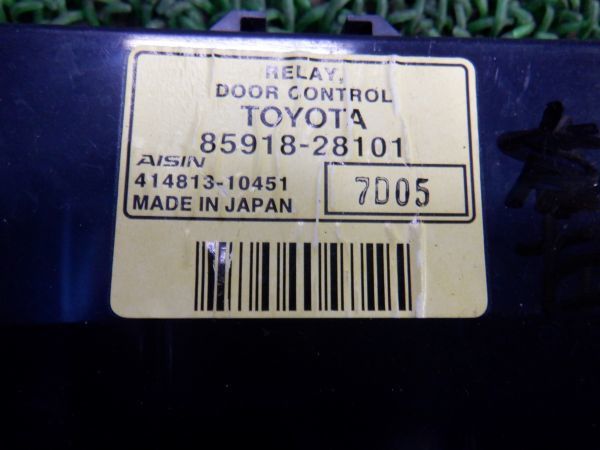 RELAY,
DOOR CONTROL
TOYOTA
85918-28101
AISIN
414813-10451
MADE IN JAPAN
7D05